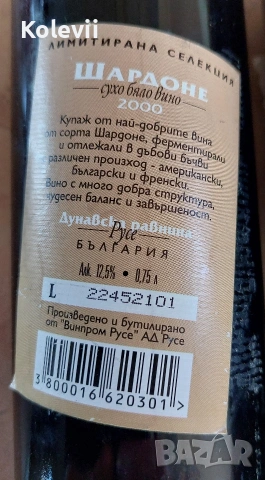 Kolevii
ЛИМИТИРАНА СЕЛЕКЦИЯ
ШАРДОНЕ
сухо бяло вино
2000
Купаж от най-добрите вина
от сорта Шардоне, ферментирали
и отлежали в дъбови бъчви
с различен произход - американски,
български и френски.
Вино с много добра структура,
чудесен баланс и завършеност.
Дунавска равнина
Русе
БЪЛГАРИЯ
Алк. 12,5% • 0,75 л
L 22452101
Произведено и бутилирано
от "Винпром Русе" АД Русе
3 800016 620301 >
BAZAR